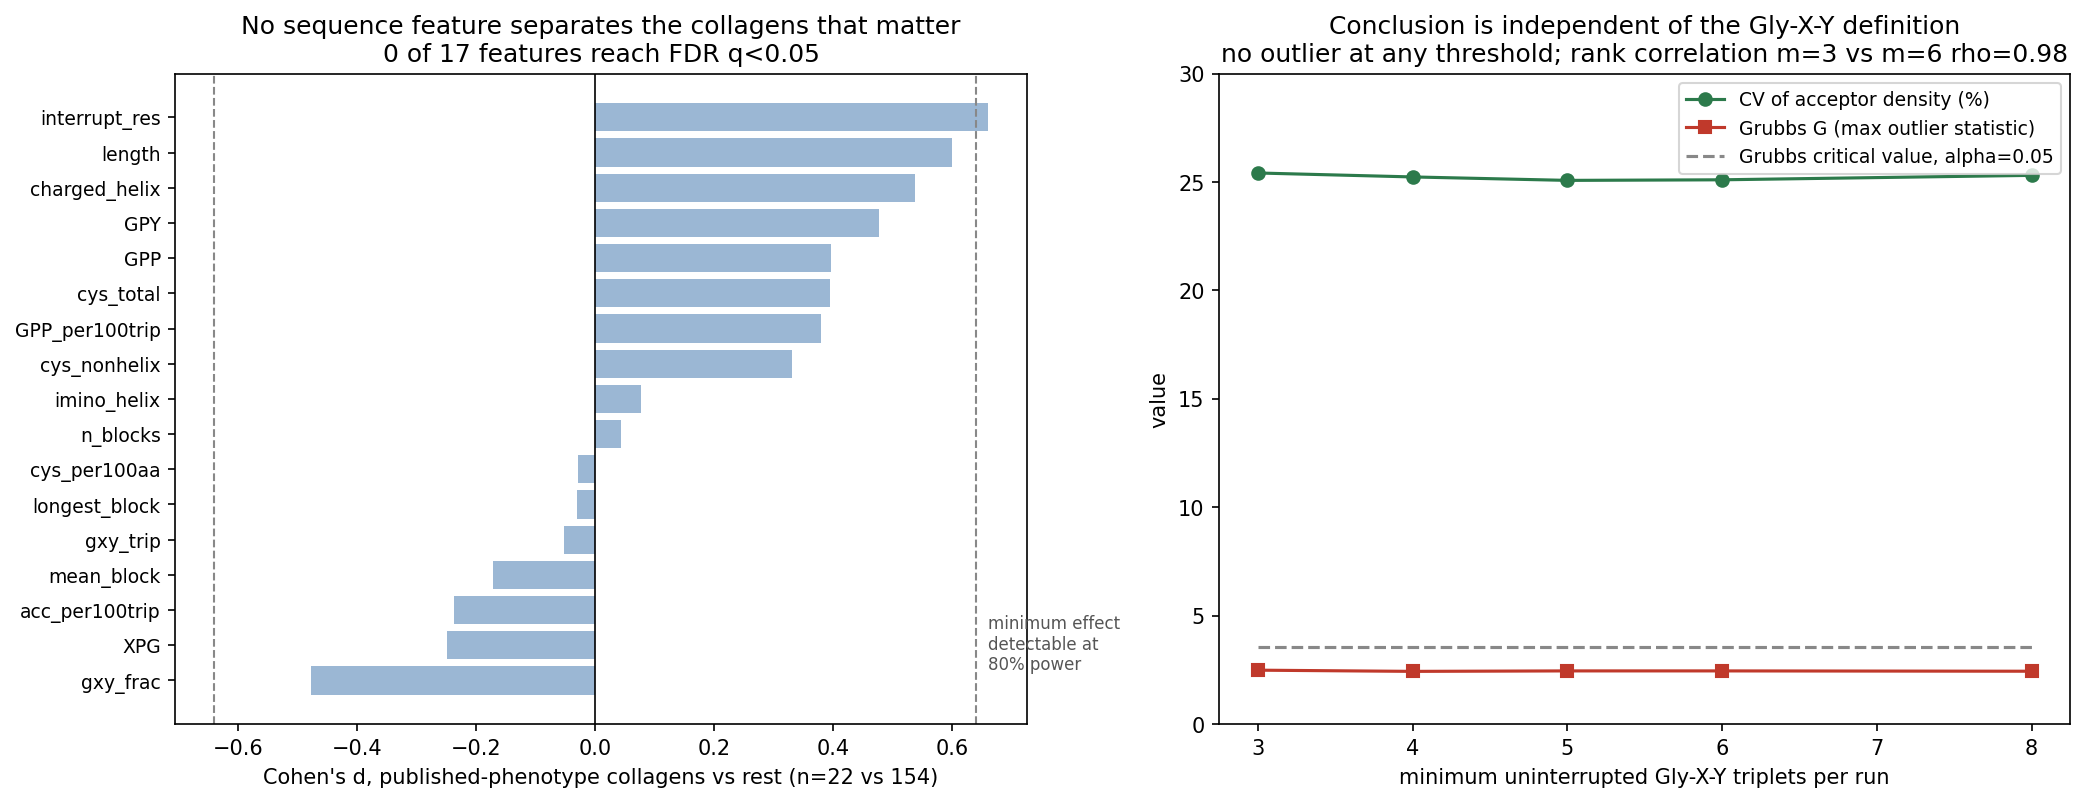 No sequence feature separates the collagens that matter
0 of 17 features reach FDR q<0.05
interrupt_res
length
charged_helix
GPY
GPP
cys_total
GPP_per100trip
cys_nonhelix
imino_helix
n_blocks
cys_per100aa
longest_block
gxy_trip
mean_block
acc_per100trip
XPG
gxy_frac
minimum effect
detectable at
80% power
−0.6 −0.4 −0.2 0.0 0.2 0.4 0.6
Cohen's d, published-phenotype collagens vs rest (n=22 vs 154)
Conclusion is independent of the Gly-X-Y definition
no outlier at any threshold; rank correlation m=3 vs m=6 rho=0.98
CV of acceptor density (%)
Grubbs G (max outlier statistic)
Grubbs critical value, alpha=0.05
value
30
25
20
15
10
5
0
3 4 5 6 7 8
minimum uninterrupted Gly-X-Y triplets per run